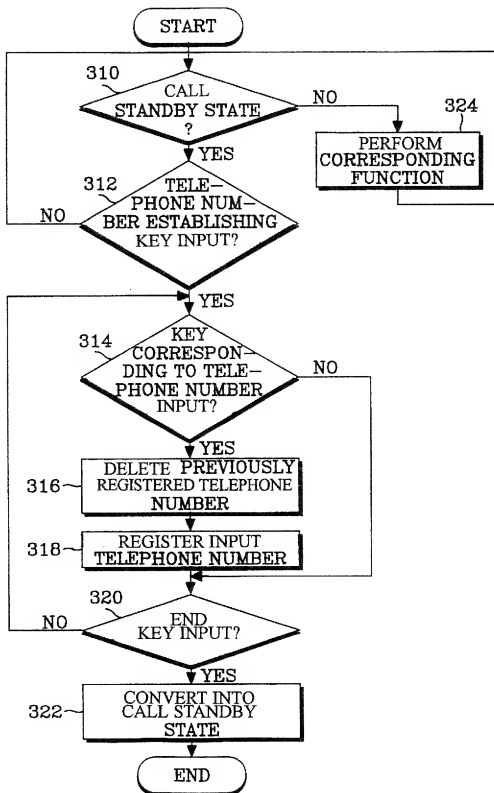 START
310
CALL
STANDBY STATE
?
NO
324
PERFORM
CORRESPONDING
FUNCTION
YES
312
TELE-
PHONE NUM-
BER ESTABLISHING
KEY INPUT?
NO
YES
314
KEY
CORRESPON-
DING TO TELE-
PHONE NUMBER
INPUT?
NO
YES
316
DELETE PREVIOUSLY
REGISTERED TELEPHONE
NUMBER
318
REGISTER INPUT
TELEPHONE NUMBER
320
END
KEY INPUT?
NO
YES
322
CONVERT INTO
CALL STANDBY
STATE
END